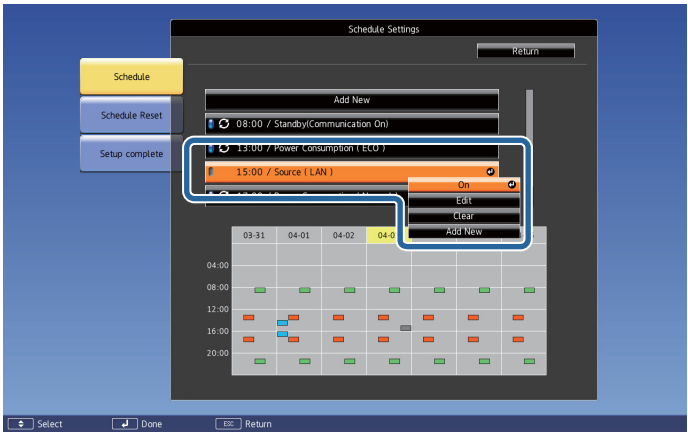 Schedule Settings
Return
Schedule
Schedule Reset
Setup complete
Add New
08:00 / Standby(Communication On)
13:00 / Power Consumption ( ECO )
15:00 / Source ( LAN )
On
Edit
Clear
Add New
03-31 04-01 04-02 04-0
04:00
08:00
12:00
16:00
20:00
Select Done ESC Return